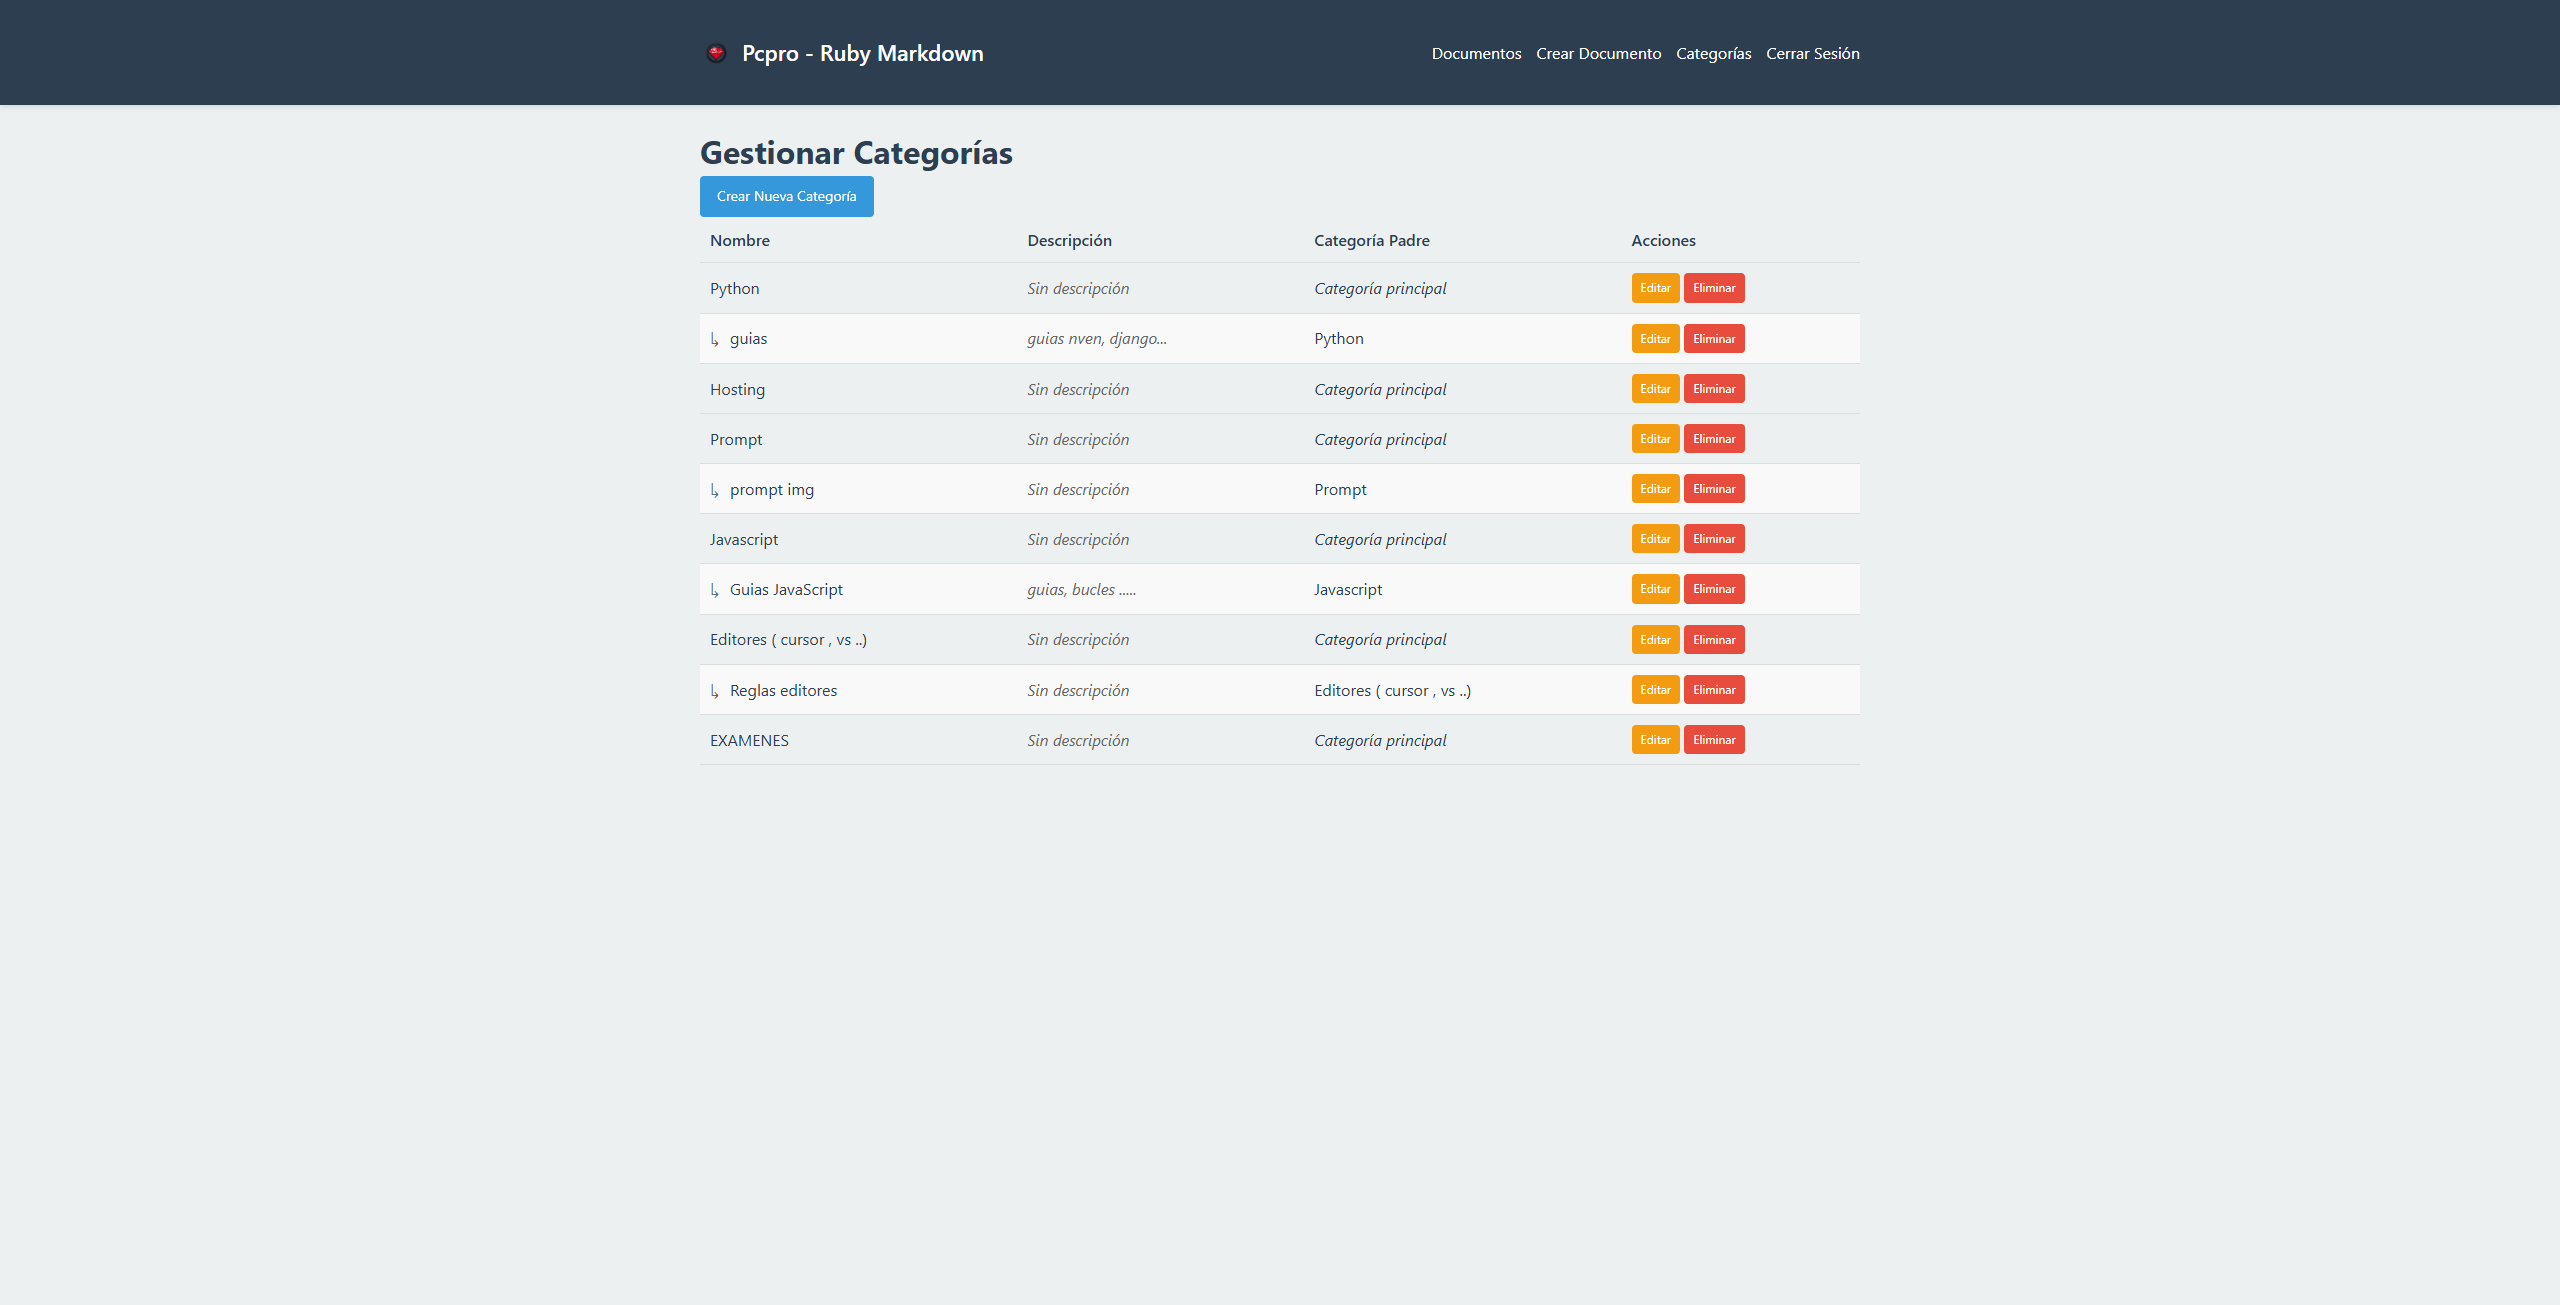 Pcpro - Ruby Markdown
Documentos Crear Documento Categorías Cerrar Sesión
Gestionar Categorías
Crear Nueva Categoría
Nombre Descripción Categoría Padre Acciones
Python Sin descripción Categoría principal Editar Eliminar
↳ guias guias nven, django... Python Editar Eliminar
Hosting Sin descripción Categoría principal Editar Eliminar
Prompt Sin descripción Categoría principal Editar Eliminar
↳ prompt img Sin descripción Prompt Editar Eliminar
Javascript Sin descripción Categoría principal Editar Eliminar
↳ Guias JavaScript guias, bucles ..... Javascript Editar Eliminar
Editores ( cursor , vs ..) Sin descripción Categoría principal Editar Eliminar
↳ Reglas editores Sin descripción Editores ( cursor , vs ..) Editar Eliminar
EXAMENES Sin descripción Categoría principal Editar Eliminar